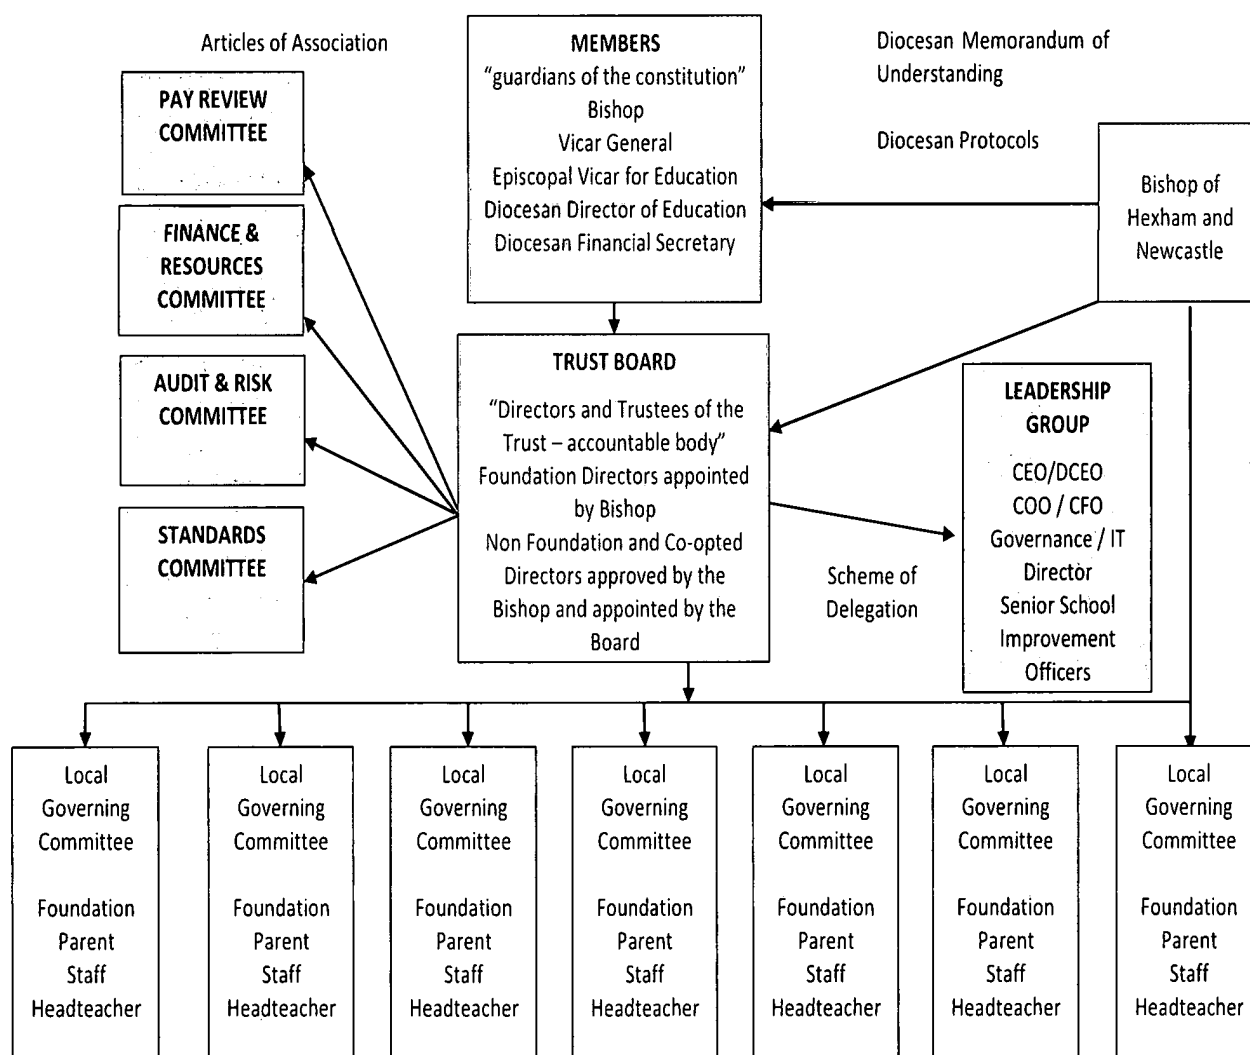 Articles of Association
MEMBERS
“guardians of the constitution”
Bishop
Vicar General
Episcopal Vicar for Education
Diocesan Director of Education
Diocesan Financial Secretary
Diocesan Memorandum of
Understanding
Diocesan Protocols
PAY REVIEW
COMMITTEE
FINANCE &
RESOURCES
COMMITTEE
AUDIT & RISK
COMMITTEE
STANDARDS
COMMITTEE
Bishop of
Hexham and
Newcastle
TRUST BOARD
“Directors and Trustees of the
Trust – accountable body”
Foundation Directors appointed
by Bishop
Non Foundation and Co-opted
Directors approved by the
Bishop and appointed by the
Board
LEADERSHIP
GROUP
CEO/DCEO
COO / CFO
Governance / IT
Director
Senior School
Improvement
Officers
Scheme of
Delegation
Local
Governing
Committee
Foundation
Parent
Staff
Headteacher
Local
Governing
Committee
Foundation
Parent
Staff
Headteacher
Local
Governing
Committee
Foundation
Parent
Staff
Headteacher
Local
Governing
Committee
Foundation
Parent
Staff
Headteacher
Local
Governing
Committee
Foundation
Parent
Staff
Headteacher
Local
Governing
Committee
Foundation
Parent
Staff
Headteacher
Local
Governing
Committee
Foundation
Parent
Staff
Headteacher